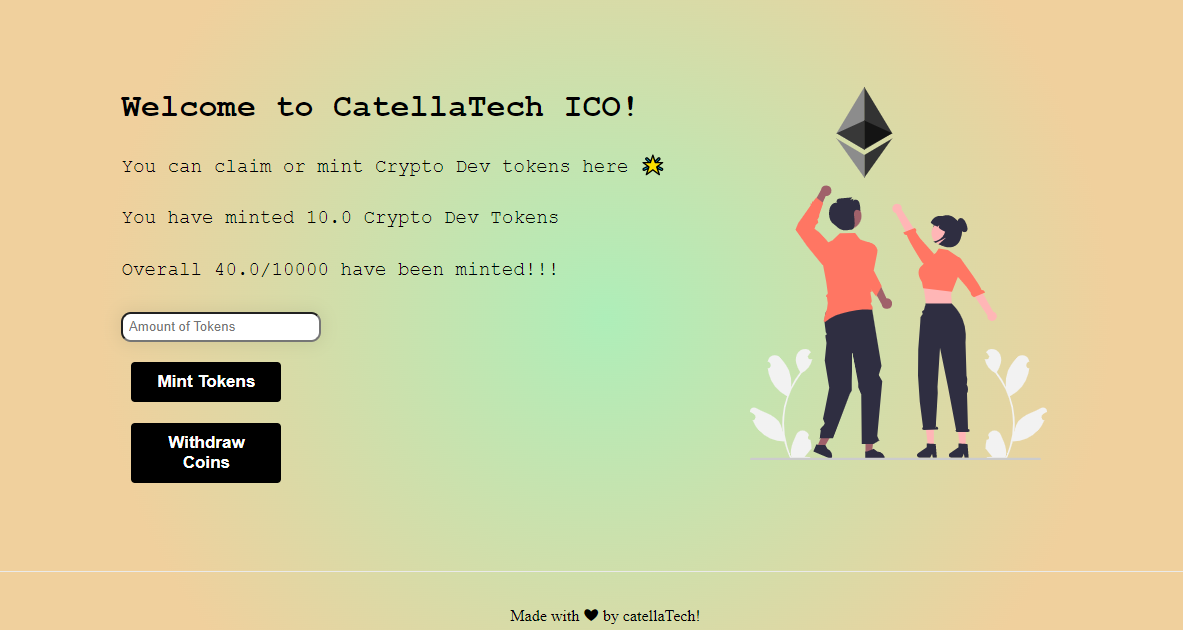 Welcome to CatellaTech ICO!
You can claim or mint Crypto Dev tokens here 🌟
You have minted 10.0 Crypto Dev Tokens
Overall 40.0/10000 have been minted!!!
Amount of Tokens
Mint Tokens
Withdraw
Coins
Made with ❤ by catellaTech!